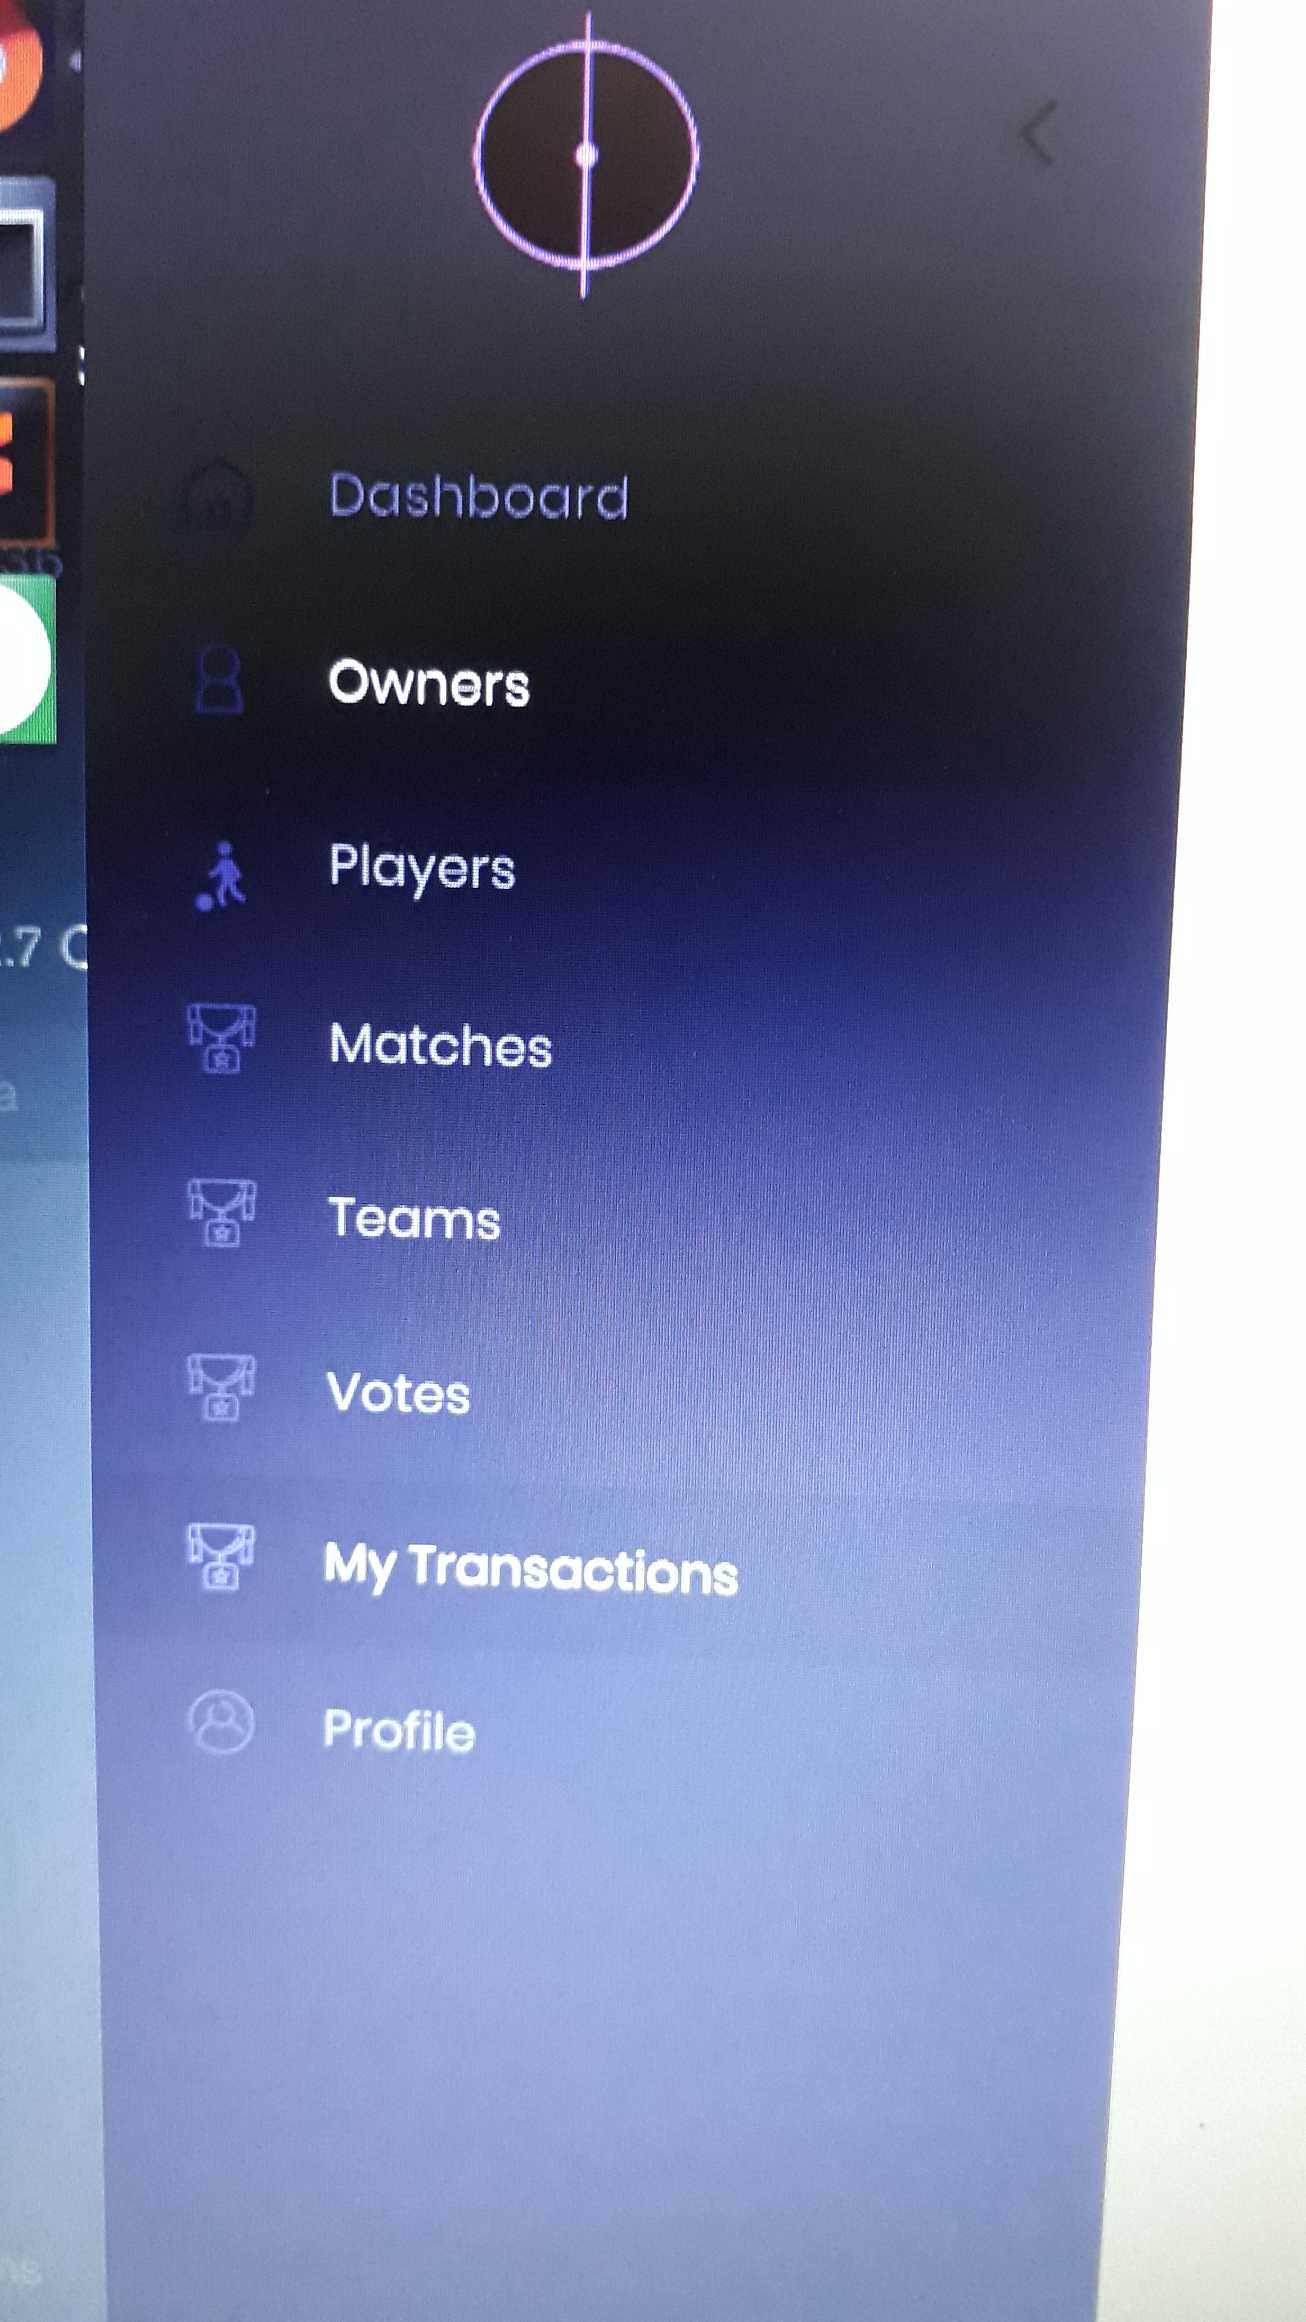 Dashboard
Owners
Players
Matches
Teams
Votes
My Transactions
Profile